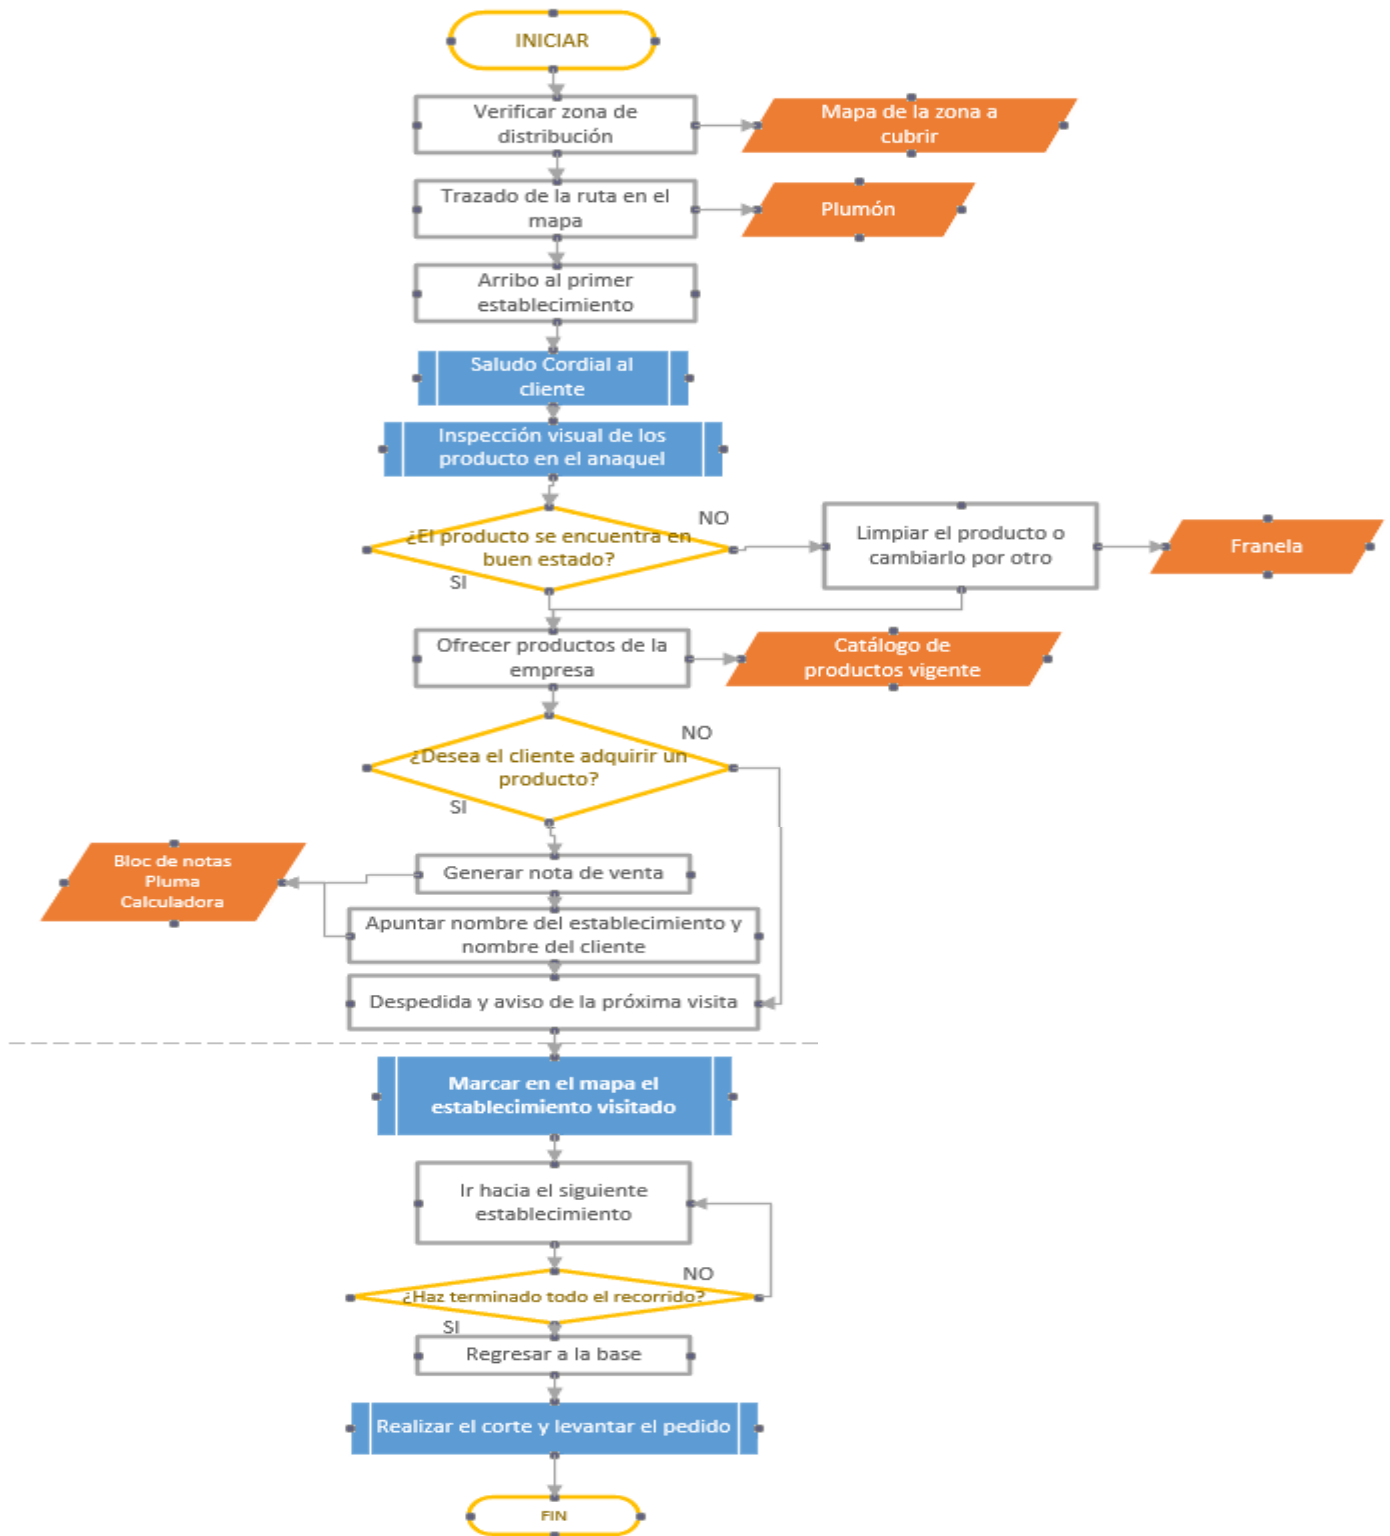 INICIAR
Verificar zona de
distribución
Mapa de la zona a
cubrir
Trazado de la ruta en el
mapa
Plumón
Arribo al primer
establecimiento
Saludo Cordial al
cliente
Inspección visual de los
producto en el anaquel
¿El producto se encuentra en
buen estado?
NO
SI
Limpiar el producto o
cambiarlo por otro
Franela
Ofrecer productos de la
empresa
Catálogo de
productos vigente
¿Desea el cliente adquirir un
producto?
NO
SI
Generar nota de venta
Bloc de notas
Pluma
Calculadora
Apuntar nombre del establecimiento y
nombre del cliente
Despedida y aviso de la próxima visita
Marcar en el mapa el
establecimiento visitado
Ir hacia el siguiente
establecimiento
NO
¿Haz terminado todo el recorrido?
SI
Regresar a la base
Realizar el corte y levantar el pedido
FIN